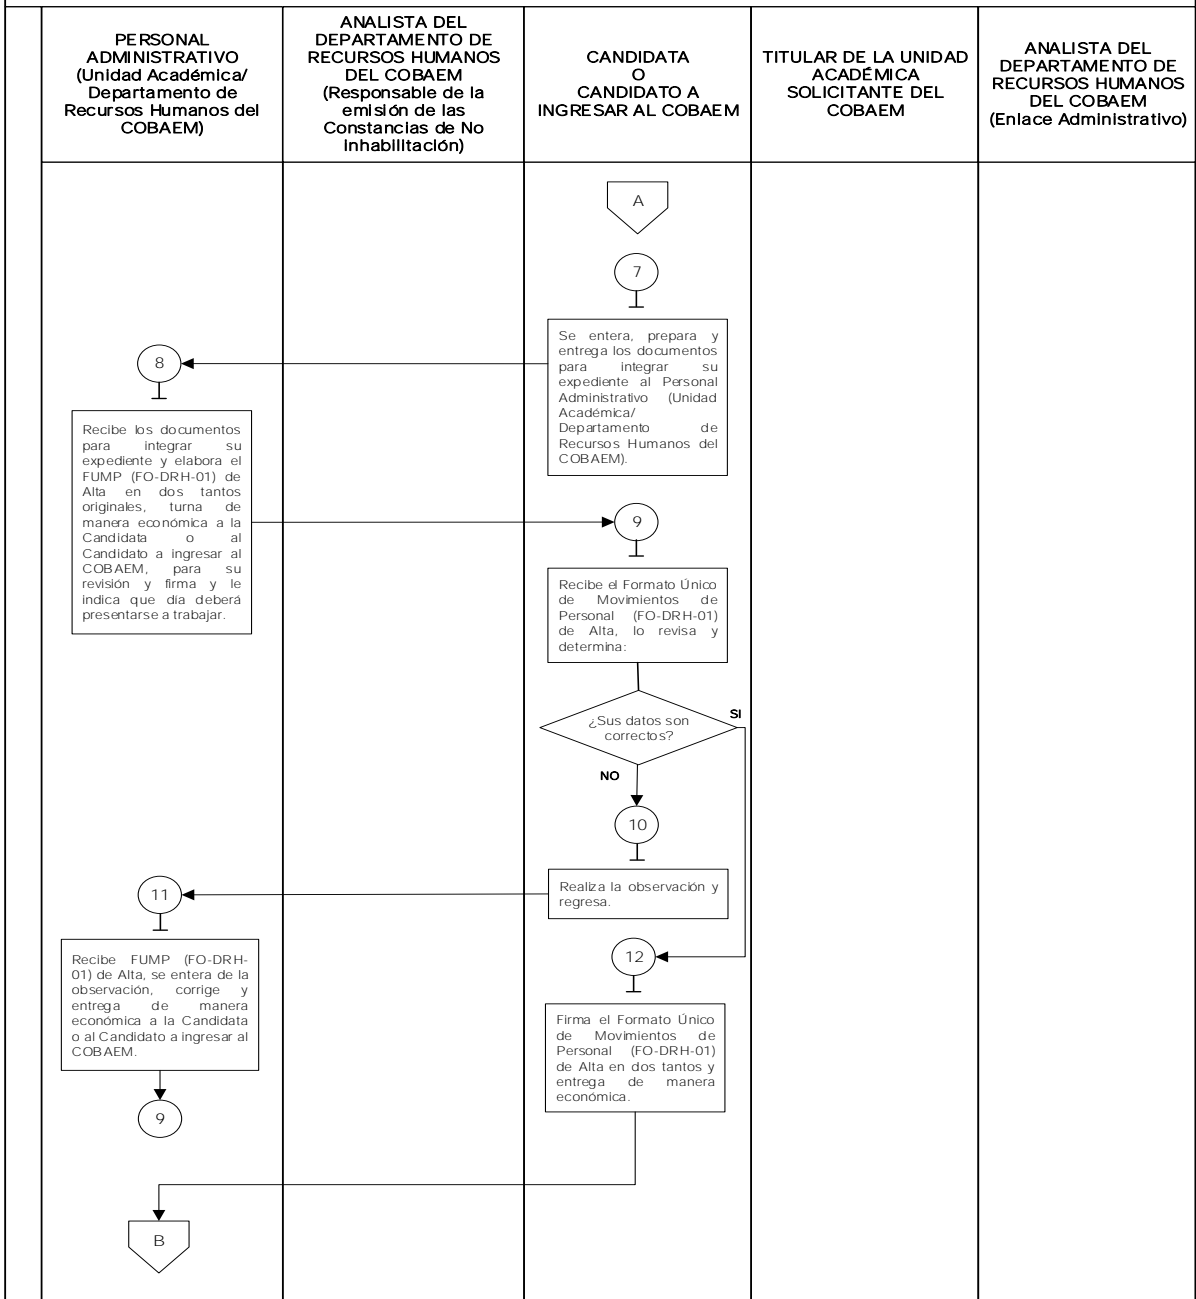 PERSONAL
ADMINISTRATIVO
(Unidad Académica/
Departamento de
Recursos Humanos del
COBAEM)
ANALISTA DEL
DEPARTAMENTO DE
RECURSOS HUMANOS
DEL COBAEM
(Responsable de la
emisión de las
Constancias de No
inhabilitación)
CANDIDATA
O
CANDIDATO A
INGRESAR AL COBAEM
TITULAR DE LA UNIDAD
ACADÉMICA
SOLICITANTE DEL
COBAEM
ANALISTA DEL
DEPARTAMENTO DE
RECURSOS HUMANOS
DEL COBAEM
(Enlace Administrativo)
A
7
Se entera, prepara y
entrega los documentos
para integrar su
expediente al Personal
Administrativo (Unidad
Académica/
Departamento de
Recursos Humanos del
COBAEM).
8
Recibe los documentos
para integrar su
expediente y elabora el
FUMP (FO-DRH-01) de
Alta en dos tantos
originales, turna de
manera económica a la
Candidata o al
Candidato a ingresar al
COBAEM, para su
revisión y firma y le
indica que día deberá
presentarse a trabajar.
9
Recibe el Formato Único
de Movimientos de
Personal (FO-DRH-01)
de Alta, lo revisa y
determina:
¿Sus datos son
correctos?
SI
NO
10
Realiza la observación y
regresa.
11
Recibe FUMP (FO-DRH-
01) de Alta, se entera de la
observación, corrige y
entrega de manera
económica a la Candidata
o al Candidato a ingresar al
COBAEM.
9
12
Firma el Formato Único
de Movimientos de
Personal (FO-DRH-01)
de Alta en dos tantos y
entrega de manera
económica.
B